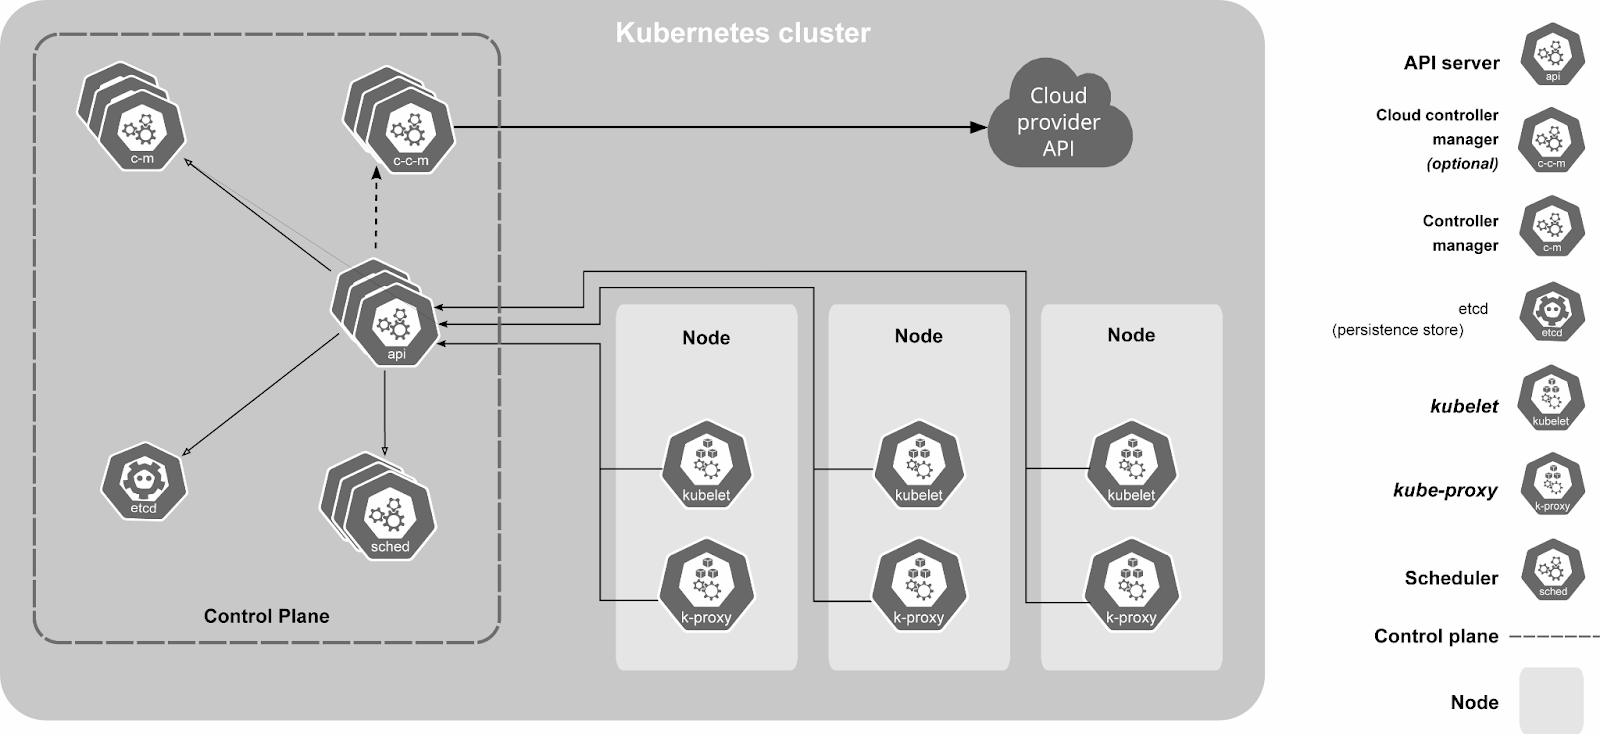 Kubernetes cluster
c-m
c-c-m
Cloud
provider
API
api
etcd
sched
Control Plane
Node
kubelet
k-proxy
Node
kubelet
k-proxy
Node
kubelet
k-proxy
API server
api
Cloud controller
manager
(optional)
c-c-m
Controller
manager
c-m
etcd
(persistence store)
etcd
kubelet
kubelet
kube-proxy
k-proxy
Scheduler
sched
Control plane
Node